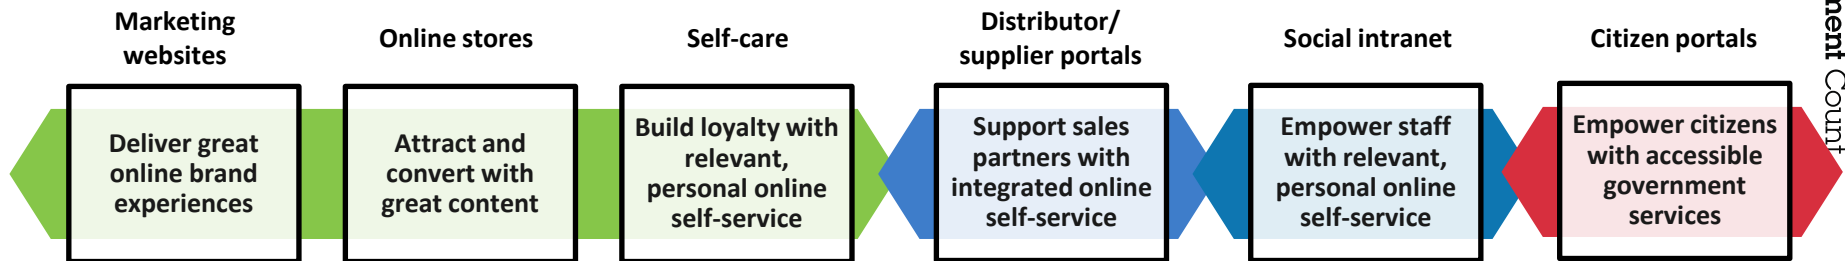 Marketing
websites
Online stores
Self-care
Distributor/
supplier portals
Social intranet
Citizen portals
Deliver great
online brand
experiences
Attract and
convert with
great content
Build loyalty with
relevant,
personal online
self-service
Support sales
partners with
integrated online
self-service
Empower staff
with relevant,
personal online
self-service
Empower citizens
with accessible
government
services
ment Count